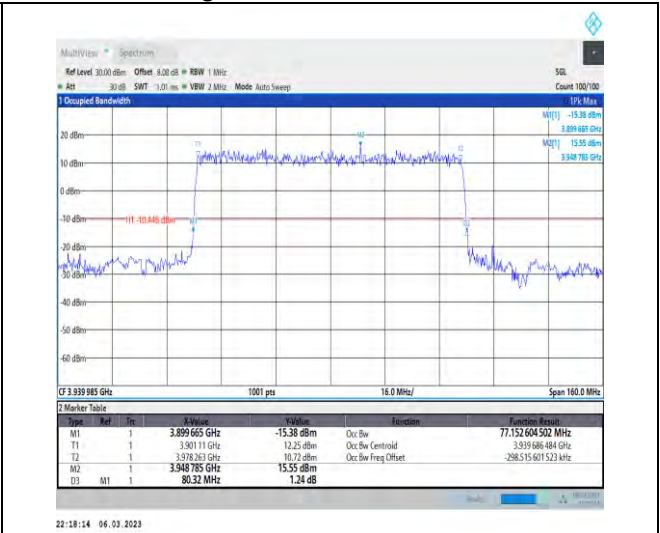 MultiView Spectrum
Ref Level 30.00 dBm Offset 8.08 dB RBW 1 MHz SGL
Att 30 dB SWT 1.01 ms VBW 2 MHz Mode Auto Sweep Count 100/100
1 Occupied Bandwidth 1Pk Max
M1[1] -15.38 dBm
3.899 665 GHz
M2[1] 15.55 dBm
3.948 785 GHz
20 dBm
M2
T1
T2
10 dBm
0 dBm
-10 dBm
H1 -10.448 dBm
M1
D3
-20 dBm
-30 dBm
-40 dBm
-50 dBm
-60 dBm
CF 3.939 985 GHz 1001 pts 16.0 MHz/ Span 160.0 MHz
2 Marker Table
Type Ref Trc X-Value Y-Value Function Function Result
M1 1 3.899 665 GHz -15.38 dBm Occ Bw 77.152 604 502 MHz
T1 1 3.901 11 GHz 12.25 dBm Occ Bw Centroid 3.939 686 484 GHz
T2 1 3.978 263 GHz 10.72 dBm Occ Bw Freq Offset -298.515 601 523 kHz
M2 1 3.948 785 GHz 15.55 dBm
D3 M1 1 80.32 MHz 1.24 dB
22:18:14 06.03.2023